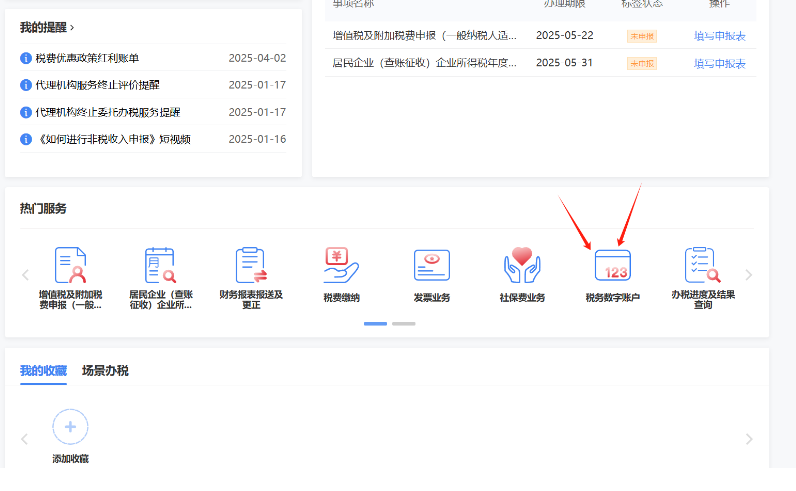 事项名称 办理期限 标签状态 操作
我的提醒 ›
税费优惠政策红利账单 2025-04-02
代理机构服务终止评价提醒 2025-01-17
代理机构终止委托办税服务提醒 2025-01-17
《如何进行非税收入申报》短视频 2025-01-16
增值税及附加税费申报（一般纳税人适... 2025-05-22 未申报 填写申报表
居民企业（查账征收）企业所得税年度... 2025-05-31 未申报 填写申报表
热门服务
月
¥
123
增值税及附加税
费申报（一般...
居民企业（查账
征收）企业所...
财务报表报送及
更正
税费缴纳
发票业务
社保费业务
税务数字账户
办税进度及结果
查询
我的收藏 场景办税
添加收藏